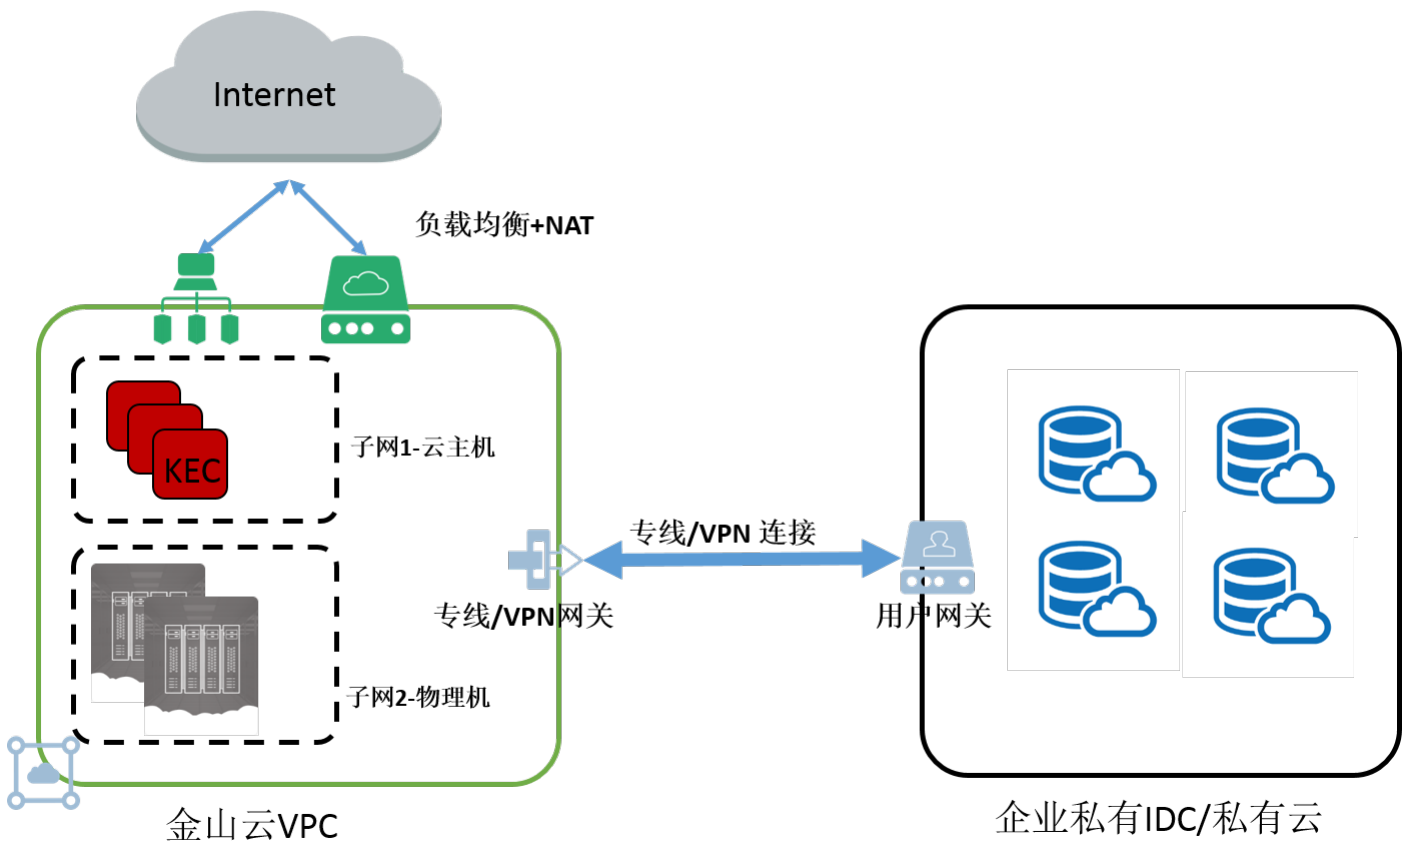 Internet
负载均衡+NAT
KEC
子网1-云主机
专线/VPN 连接
专线/VPN网关
用户网关
子网2-物理机
金山云VPC
企业私有IDC/私有云